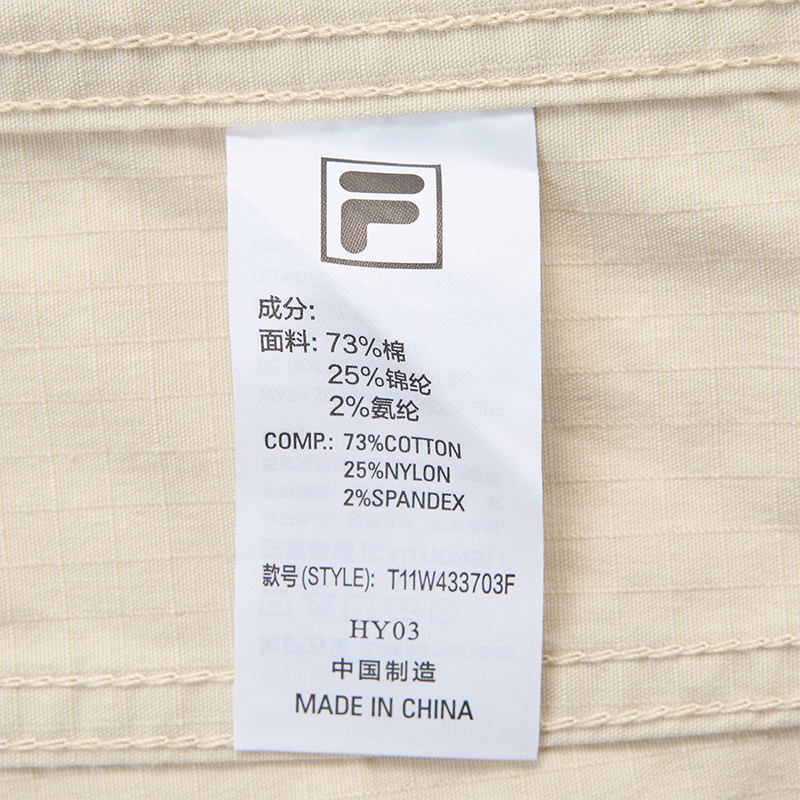 F
成分:
面料: 73%棉
25%锦纶
2%氨纶
COMP.: 73%COTTON
25%NYLON
2%SPANDEX
款号(STYLE): T11W433703F
HY03
中国制造
MADE IN CHINA